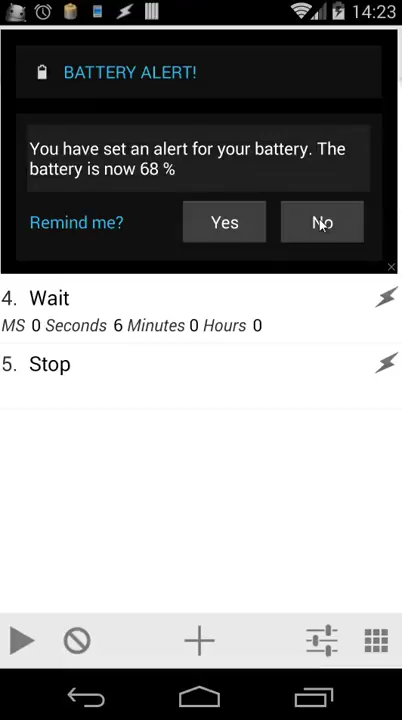 14:23
BATTERY ALERT!
You have set an alert for your battery. The
battery is now 68 %
Remind me? Yes No
4. Wait
MS 0 Seconds 6 Minutes 0 Hours 0
5. Stop